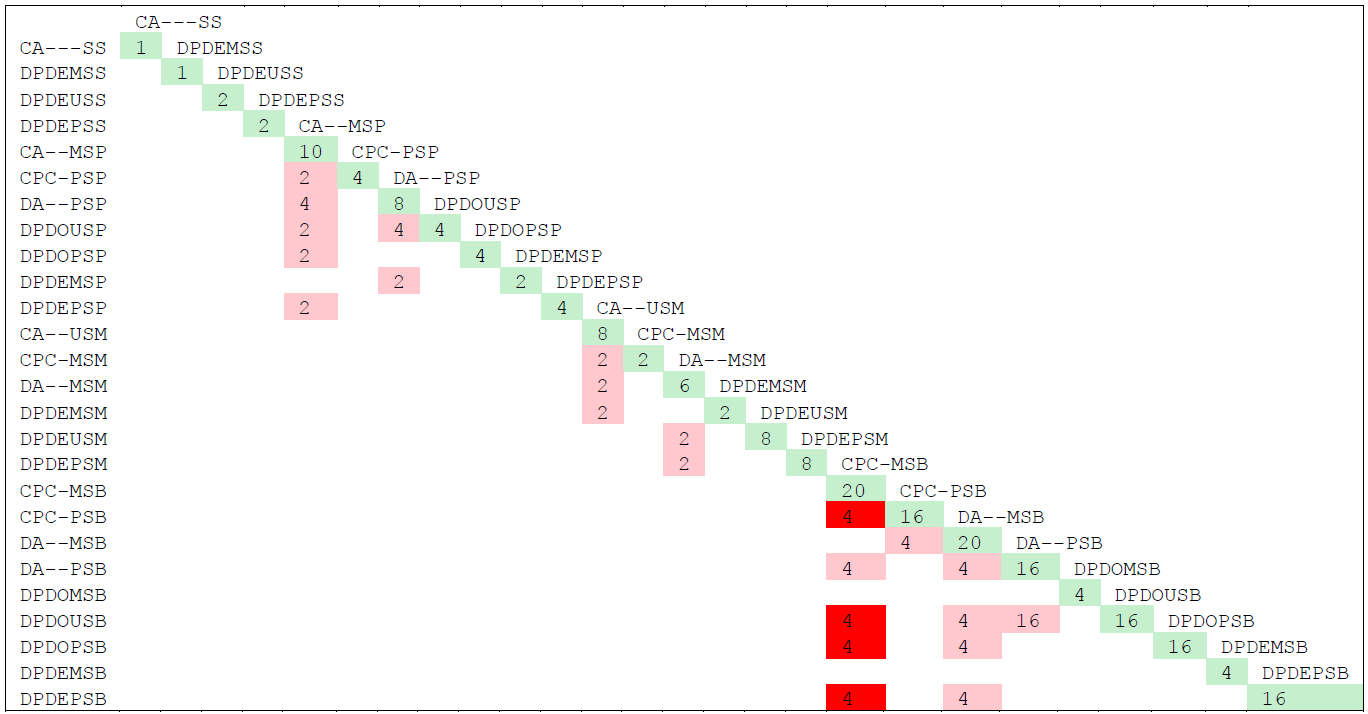 CA---SS
CA---SS 1 DPDEMSS
DPDEMSS 1 DPDEUSS
DPDEUSS 2 DPDEPSS
DPDEPSS 2 CA--MSP
CA--MSP 10 CPC-PSP
CPC-PSP 2 4 DA--PSP
DA--PSP 4 8 DPDOUSP
DPDOUSP 2 4 4 DPDOPSP
DPDOPSP 2 4 DPDEMSP
DPDEMSP 2 2 DPDEPSP
DPDEPSP 2 4 CA--USM
CA--USM 8 CPC-MSM
CPC-MSM 2 2 DA--MSM
DA--MSM 2 6 DPDEMSM
DPDEMSM 2 2 DPDEUSM
DPDEUSM 2 8 DPDEPSM
DPDEPSM 2 8 CPC-MSB
CPC-MSB 20 CPC-PSB
CPC-PSB 4 16 DA--MSB
DA--MSB 4 20 DA--PSB
DA--PSB 4 4 16 DPDOMSB
DPDOMSB 4 DPDOUSB
DPDOUSB 4 4 16 16 DPDOPSB
DPDOPSB 4 4 16 DPDEMSB
DPDEMSB 4 DPDEPSB
DPDEPSB 4 4 16